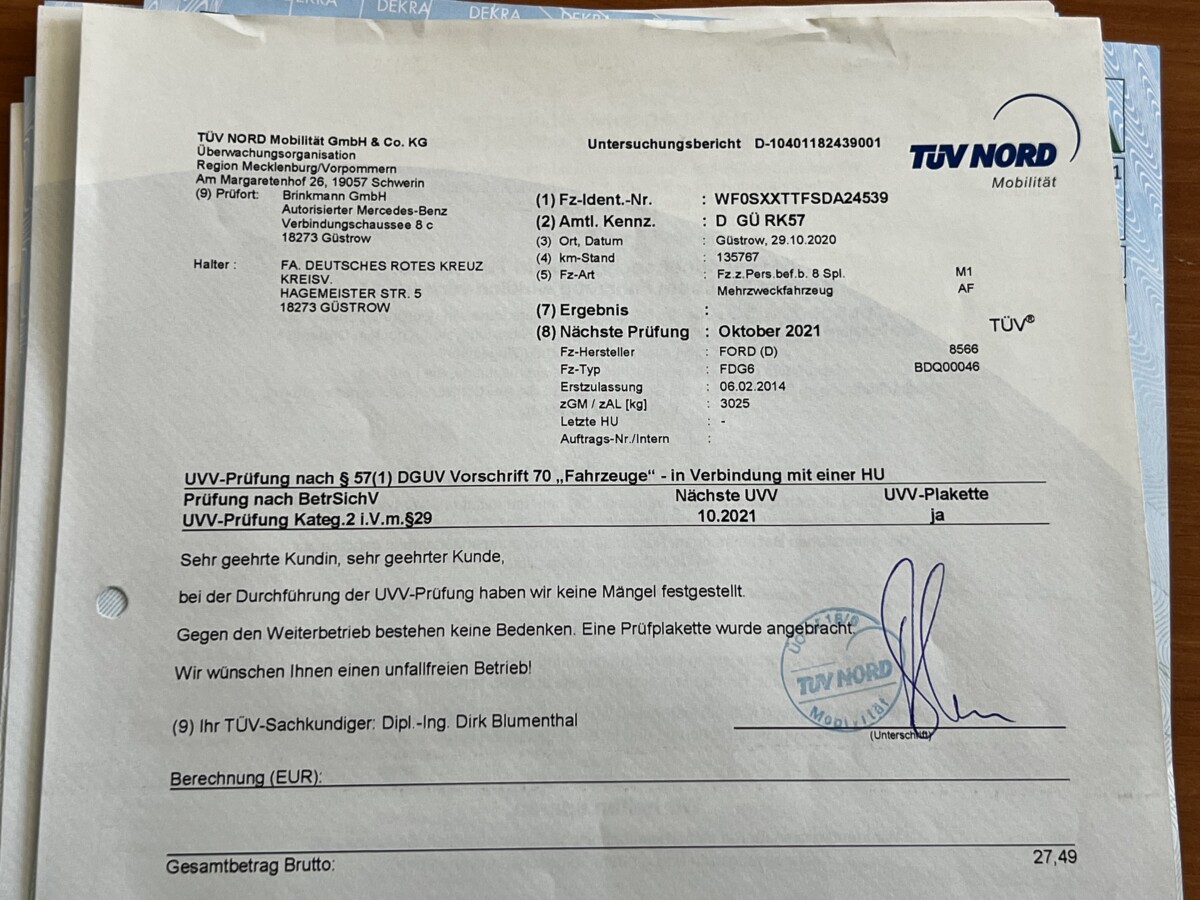 DEKRA
DEKRA
DEKRA
DEKRA
TÜV NORD Mobilität GmbH & Co. KG
Überwachungsorganisation
Region Mecklenburg/Vorpommern
Am Margaretenhof 26, 19057 Schwerin
(9) Prüfort: Brinkmann GmbH
Autorisierter Mercedes-Benz
Verbindungschaussee 8 c
18273 Güstrow
Halter : FA. DEUTSCHES ROTES KREUZ
KREISV.
HAGEMEISTER STR. 5
18273 GÜSTROW
Untersuchungsbericht D-10401182439001
TÜV NORD
Mobilität
(1) Fz-Ident.-Nr. : WF0SXXTTFSDA24539
(2) Amtl. Kennz. : D GÜ RK57
(3) Ort, Datum : Güstrow, 29.10.2020
(4) km-Stand : 135767
(5) Fz-Art : Fz.z.Pers.bef.b. 8 Spl. M1
Mehrzweckfahrzeug AF
(7) Ergebnis :
(8) Nächste Prüfung : Oktober 2021
TÜV®
Fz-Hersteller : FORD (D) 8566
Fz-Typ : FDG6 BDQ00046
Erstzulassung : 06.02.2014
zGM / zAL [kg] : 3025
Letzte HU : -
Auftrags-Nr./Intern :
UVV-Prüfung nach § 57(1) DGUV Vorschrift 70 „Fahrzeuge“ - in Verbindung mit einer HU
Prüfung nach BetrSichV Nächste UVV UVV-Plakette
UVV-Prüfung Kateg.2 i.V.m.§29 10.2021 ja
Sehr geehrte Kundin, sehr geehrter Kunde,
bei der Durchführung der UVV-Prüfung haben wir keine Mängel festgestellt.
Gegen den Weiterbetrieb bestehen keine Bedenken. Eine Prüfplakette wurde angebracht.
Wir wünschen Ihnen einen unfallfreien Betrieb!
TÜV NORD
Mobilität
(9) Ihr TÜV-Sachkundiger: Dipl.-Ing. Dirk Blumenthal
(Unterschrift)
Berechnung (EUR):
Gesamtbetrag Brutto: 27,49